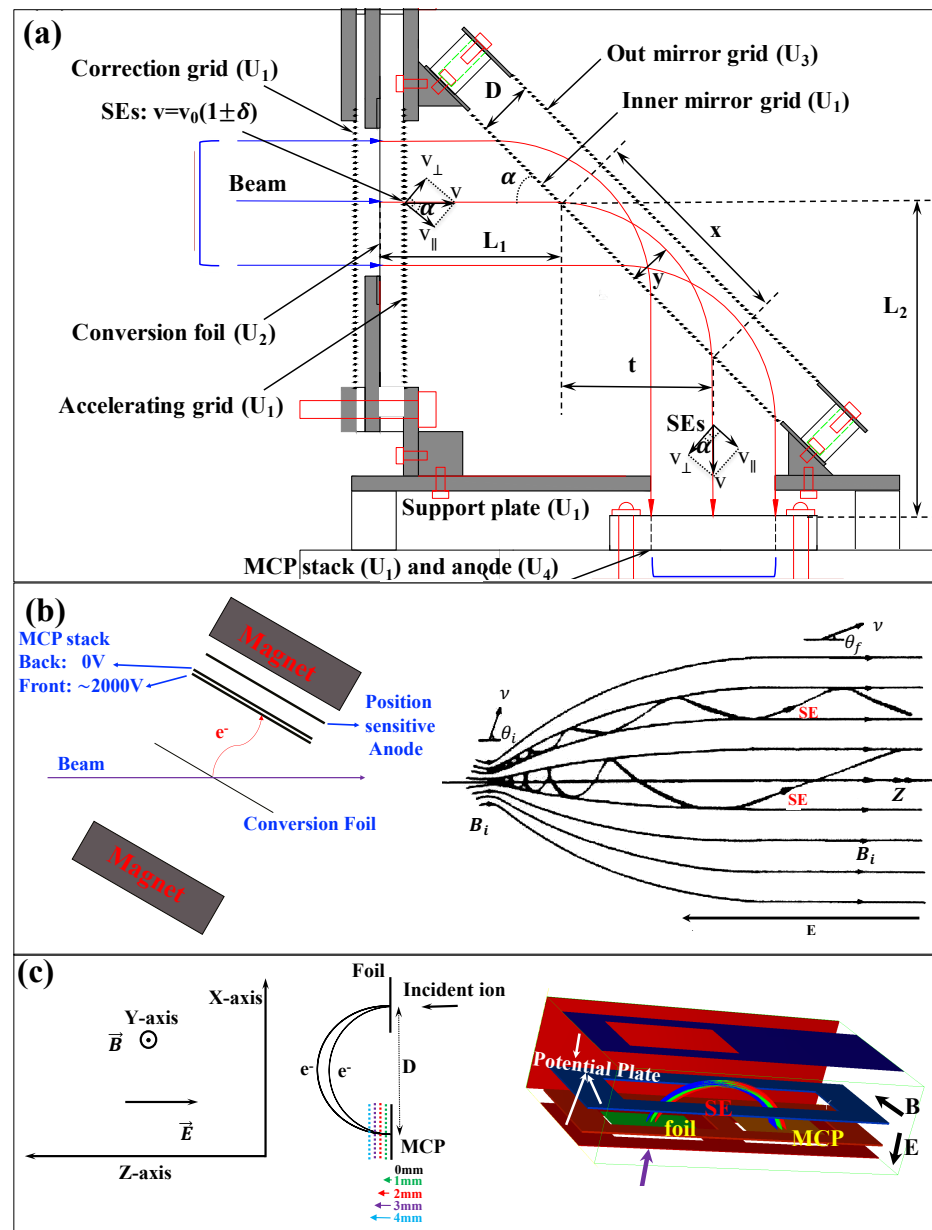 (a)
Correction grid (U1)
SEs: v=v0(1±δ)
Beam
Conversion foil (U2)
Accelerating grid (U1)
Out mirror grid (U3)
Inner mirror grid (U1)
D
α
v⊥
v
α
v∥
L1
x
y
L2
t
SEs
α
v⊥
v∥
v
Support plate (U1)
MCP stack (U1) and anode (U4)
(b)
MCP stack
Back: 0V
Front: ~2000V
Magnet
e-
Position
sensitive
Anode
Beam
Conversion Foil
Magnet
ν
θi
ν
θf
SE
SE
Z
Bi
Bi
E
(c)
X-axis
Y-axis
B
E
Z-axis
Foil
Incident ion
e-
e-
D
MCP
0mm
1mm
2mm
3mm
4mm
Potential Plate
SE
foil
MCP
B
E